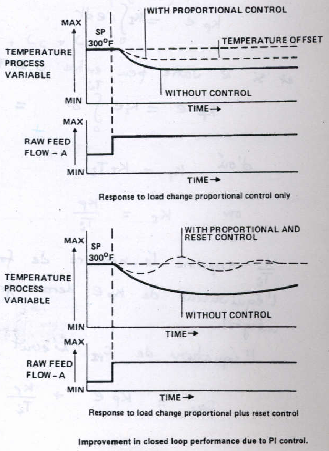 MAX
SP
300°F
WITH PROPORTIONAL CONTROL
TEMPERATURE OFFSET
TEMPERATURE
PROCESS
VARIABLE
WITHOUT CONTROL
MIN
TIME→
MAX
RAW FEED
FLOW – A
MIN
TIME→
Response to load change proportional control only
MAX
SP
300°F
WITH PROPORTIONAL AND
RESET CONTROL
TEMPERATURE
PROCESS
VARIABLE
WITHOUT CONTROL
MIN
TIME→
MAX
RAW FEED
FLOW – A
MIN
TIME→
Response to load change proportional plus reset control
Improvement in closed loop performance due to PI control.